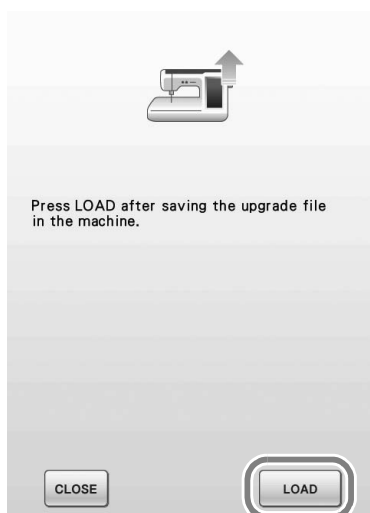 Press LOAD after saving the upgrade file
in the machine.
CLOSE
LOAD